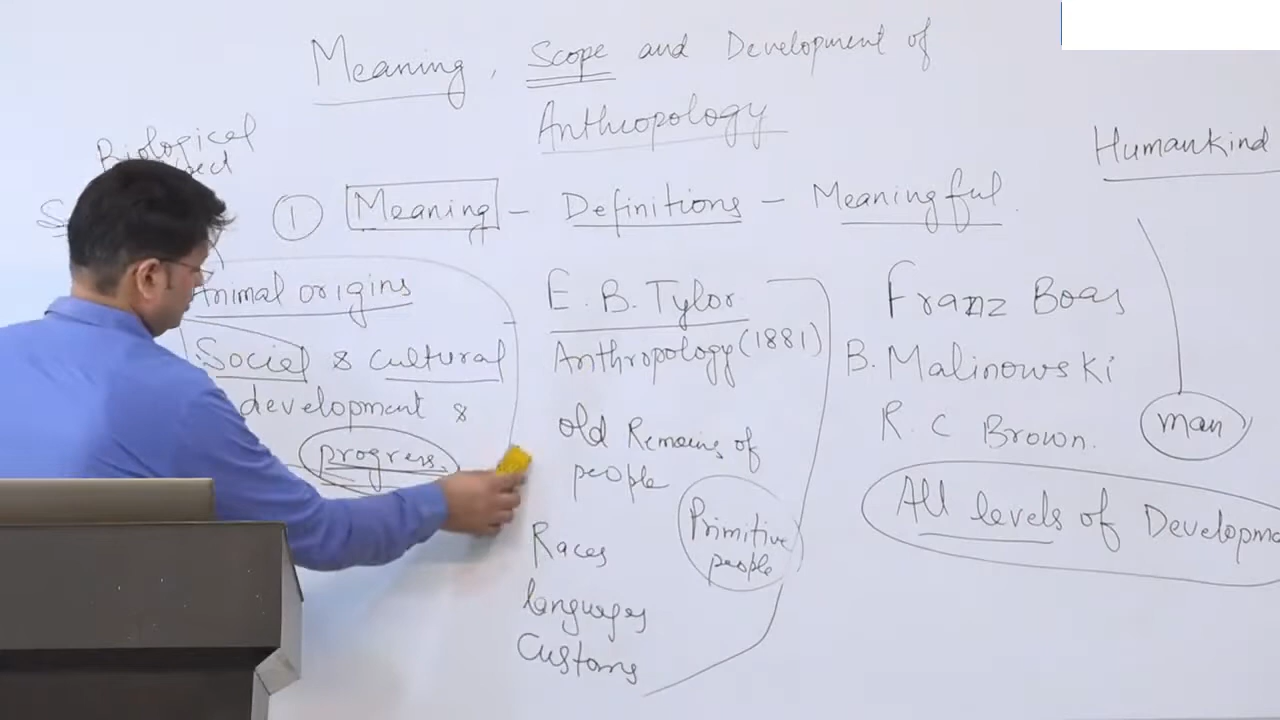 Meaning, Scope and Development of
Anthropology
Biological
Humankind
① Meaning - Definitions - Meaningful.
Animal origins
Social & cultural
development &
progress.
E. B. Tylor
Anthropology (1881)
old Remains of
people
Primitive
people
Races
languages
Customs
Franz Boas
B. Malinowski
R. C Brown.
man
All levels of Developme